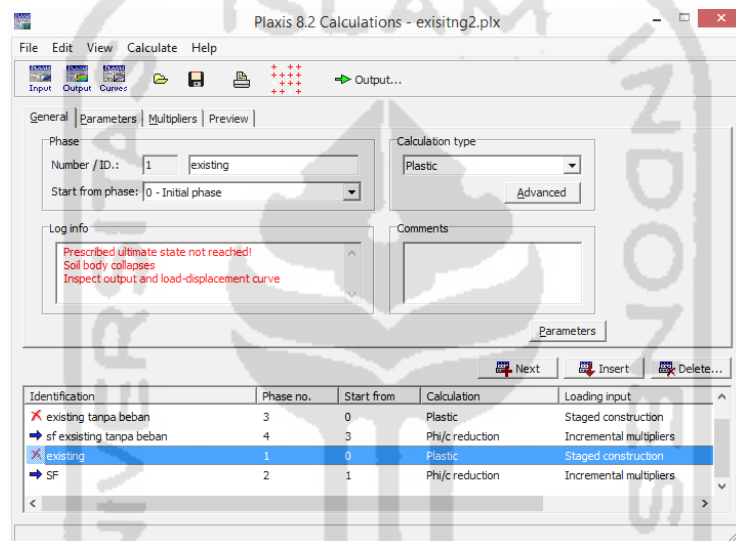 Plaxis 8.2 Calculations - exisitng2.plx
File Edit View Calculate Help
Input Output Curves Output...
General Parameters Multipliers Preview
Phase
Number / ID.: 1 existing
Start from phase: 0 - Initial phase
Calculation type
Plastic
Advanced
Log info
Prescribed ultimate state not reached!
Soil body collapses
Inspect output and load-displacement curve
Comments
Parameters
Next Insert Delete...
Identification Phase no. Start from Calculation Loading input
existing tanpa beban 3 0 Plastic Staged construction
sf exsisting tanpa beban 4 3 Phi/c reduction Incremental multipliers
existing 1 0 Plastic Staged construction
SF 2 1 Phi/c reduction Incremental multipliers
ISLAM
UNIVERSITAS
INDONESIA